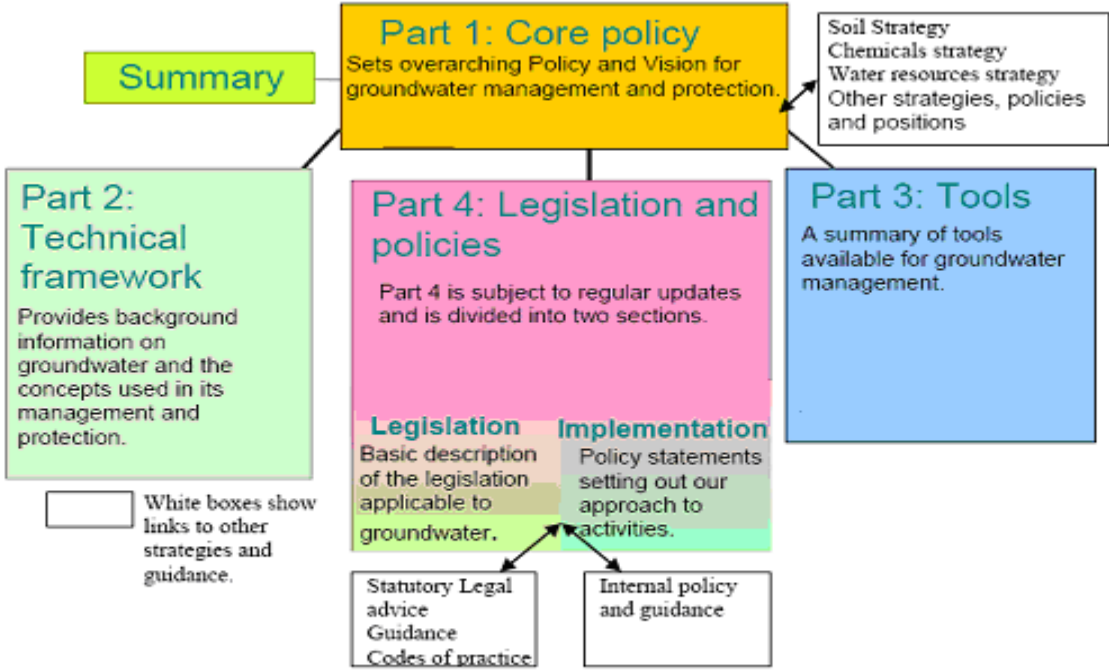 Part 1: Core policy
Sets overarching Policy and Vision for
groundwater management and protection.
Summary
Soil Strategy
Chemicals strategy
Water resources strategy
Other strategies, policies
and positions
Part 2:
Technical
framework
Provides background
information on
groundwater and the
concepts used in its
management and
protection.
Part 4: Legislation and
policies
Part 4 is subject to regular updates
and is divided into two sections.
Legislation
Basic description
of the legislation
applicable to
groundwater.
Implementation
Policy statements
setting out our
approach to
activities.
Part 3: Tools
A summary of tools
available for groundwater
management.
White boxes show
links to other
strategies and
guidance.
Statutory Legal
advice
Guidance
Codes of practice
Internal policy
and guidance